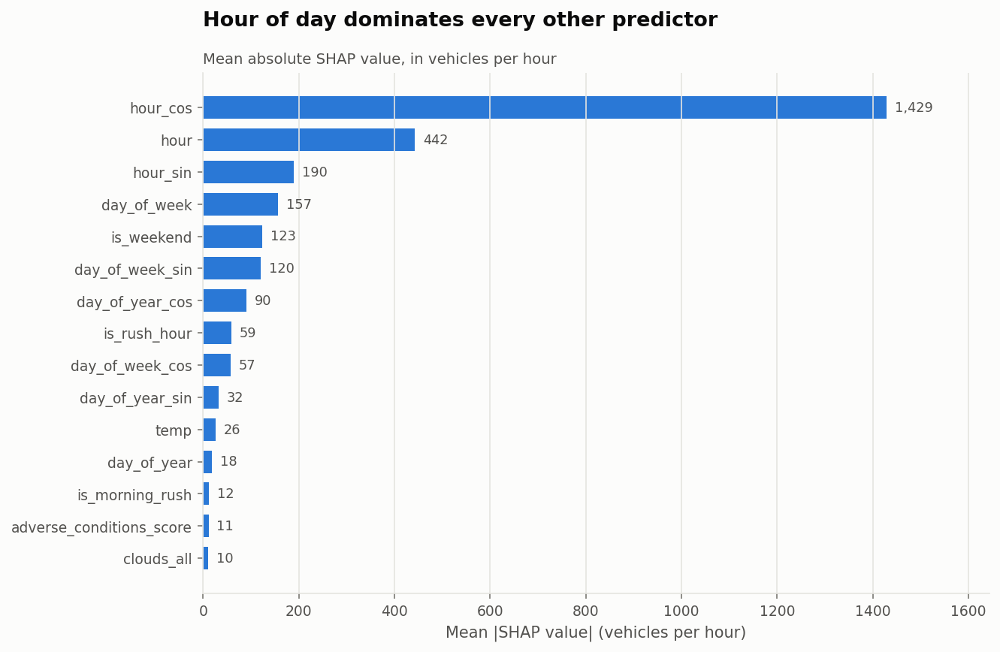 Hour of day dominates every other predictor
Mean absolute SHAP value, in vehicles per hour
hour_cos 1,429
hour 442
hour_sin 190
day_of_week 157
is_weekend 123
day_of_week_sin 120
day_of_year_cos 90
is_rush_hour 59
day_of_week_cos 57
day_of_year_sin 32
temp 26
day_of_year 18
is_morning_rush 12
adverse_conditions_score 11
clouds_all 10
0 200 400 600 800 1000 1200 1400 1600
Mean |SHAP value| (vehicles per hour)